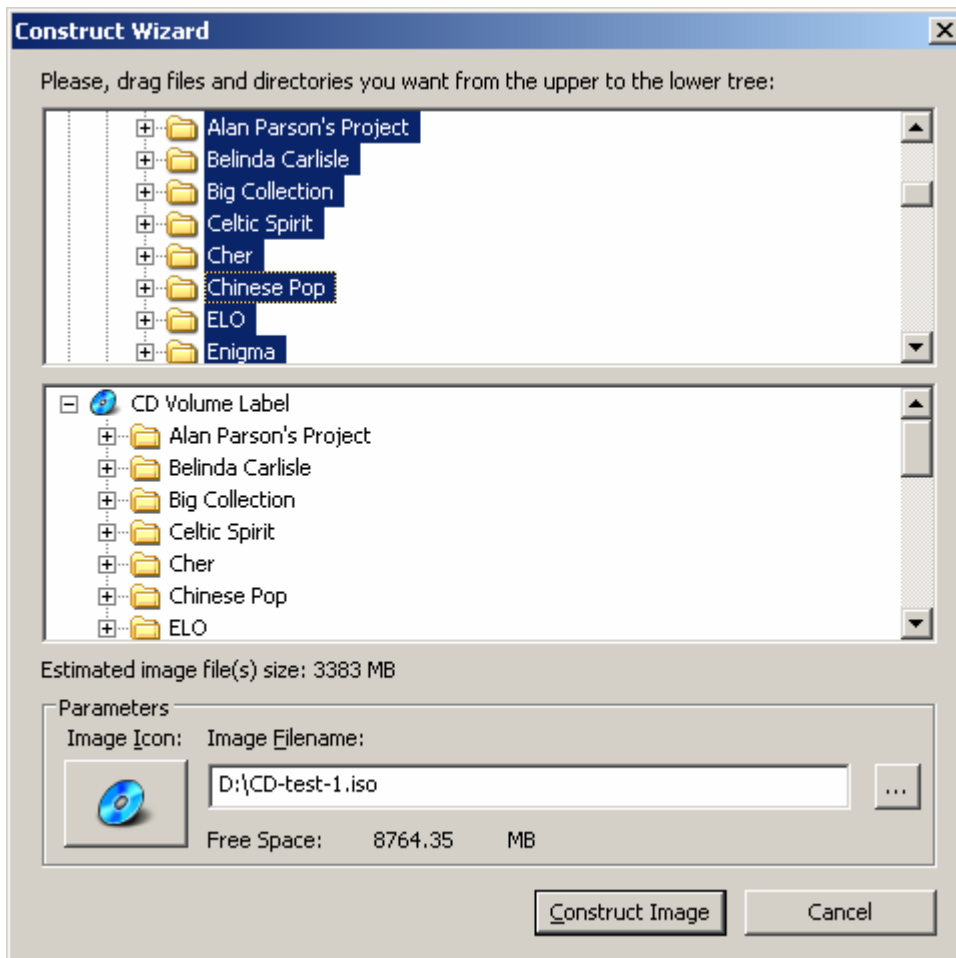 Construct Wizard
Please, drag files and directories you want from the upper to the lower tree:
Alan Parson's Project
Belinda Carlisle
Big Collection
Celtic Spirit
Cher
Chinese Pop
ELO
Enigma
CD Volume Label
Alan Parson's Project
Belinda Carlisle
Big Collection
Celtic Spirit
Cher
Chinese Pop
ELO
Estimated image file(s) size: 3383 MB
Parameters
Image Icon: Image Filename:
D:\CD-test-1.iso ...
Free Space: 8764.35 MB
Construct Image Cancel